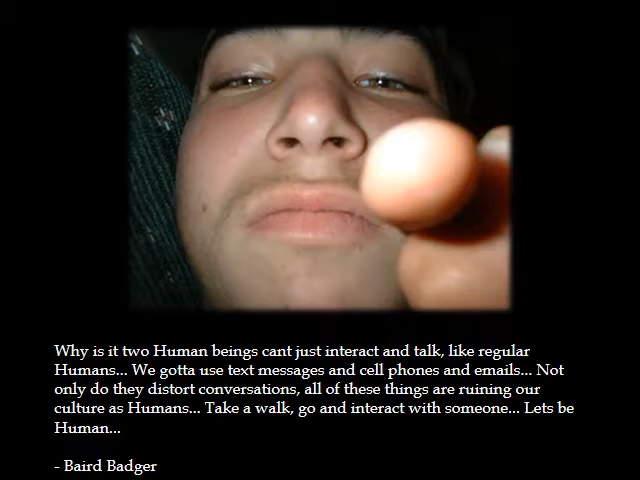 Why is it two Human beings cant just interact and talk, like regular
Humans... We gotta use text messages and cell phones and emails... Not
only do they distort conversations, all of these things are ruining our
culture as Humans... Take a walk, go and interact with someone... Lets be
Human...
- Baird Badger